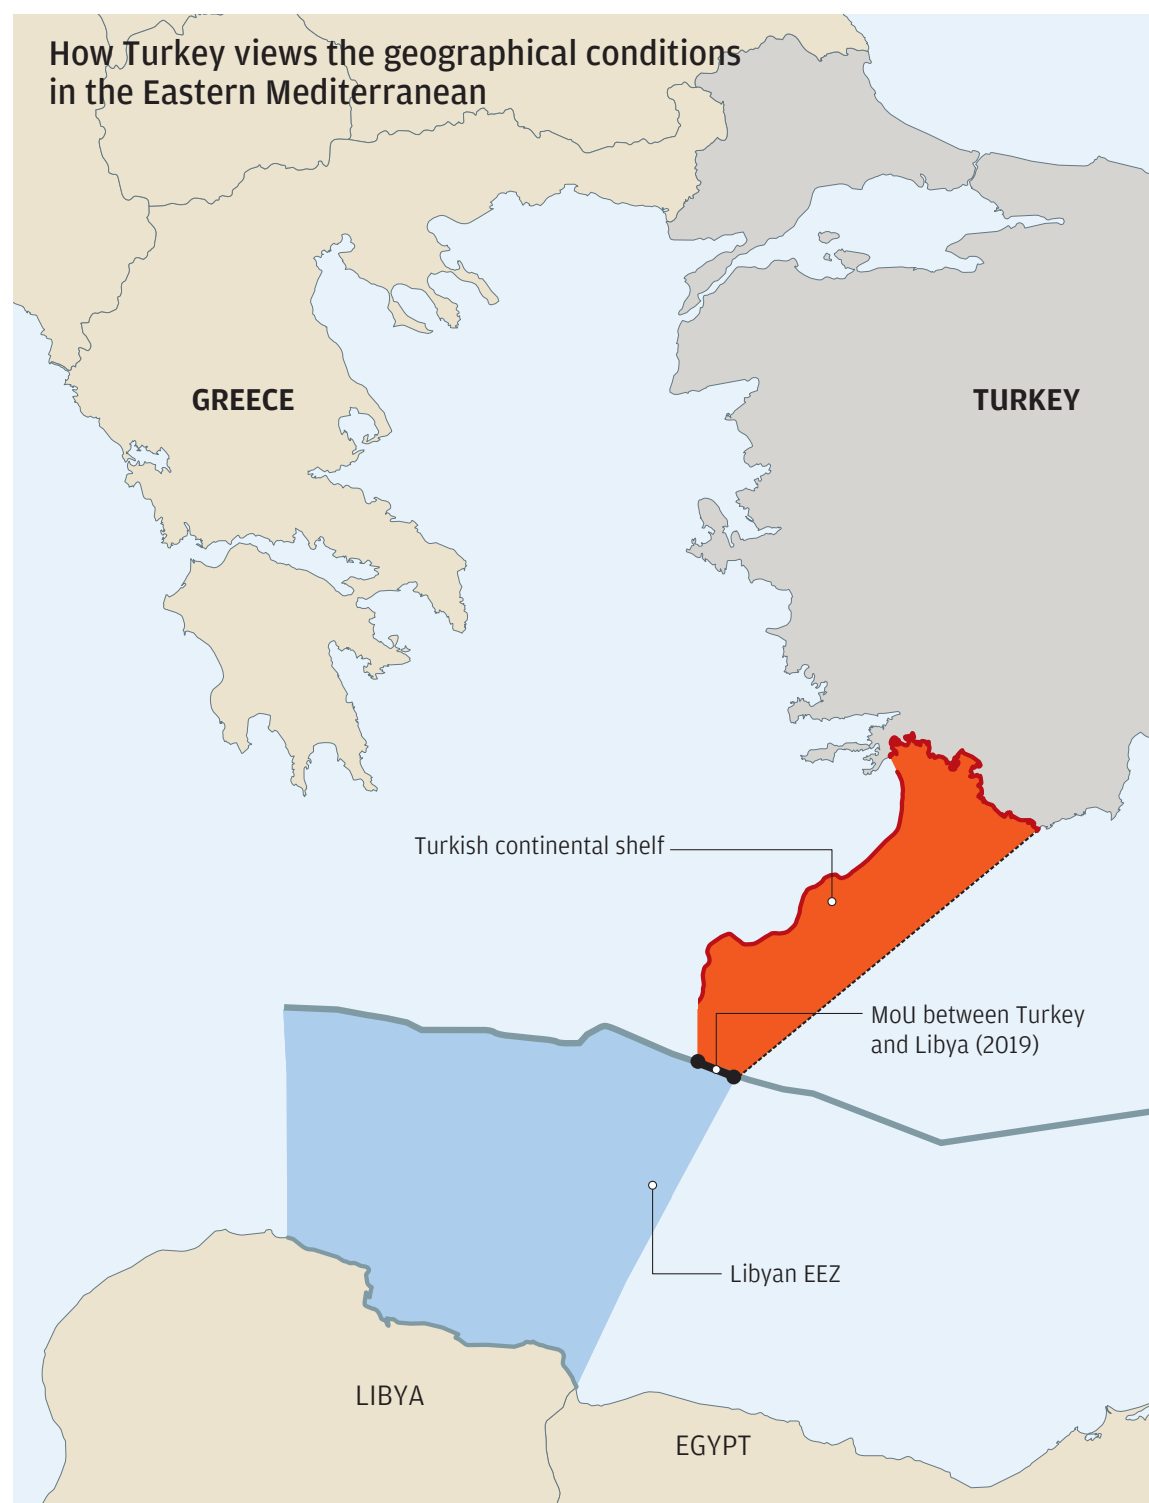 How Turkey views the geographical conditions
in the Eastern Mediterranean
GREECE
TURKEY
Turkish continental shelf
MoU between Turkey
and Libya (2019)
Libyan EEZ
LIBYA
EGYPT